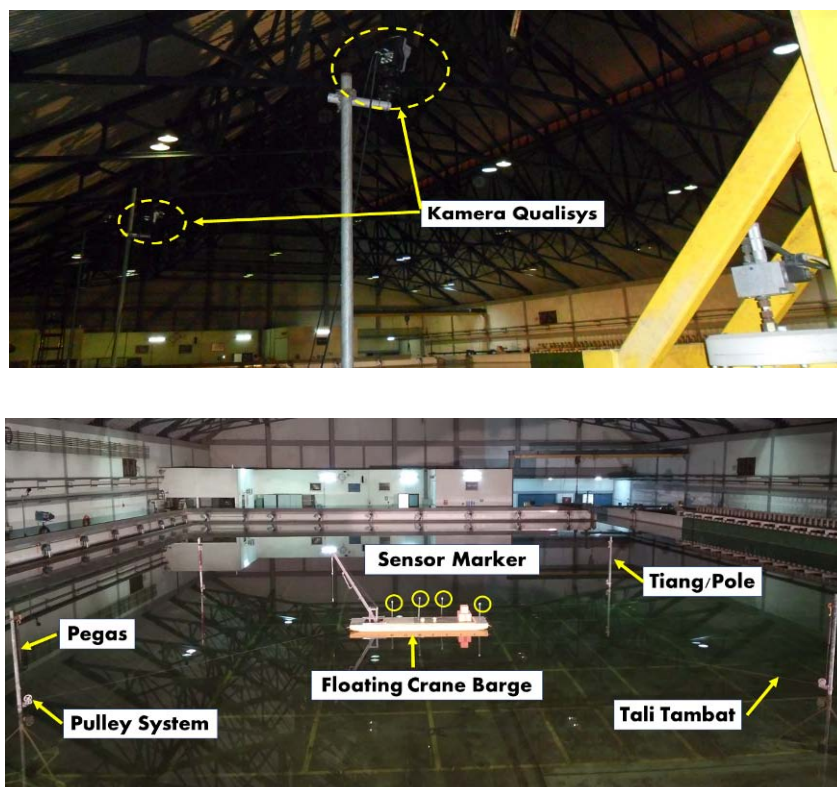 Kamera Qualisys
Sensor Marker
Tiang/Pole
Pegas
Floating Crane Barge
Tali Tambat
Pulley System